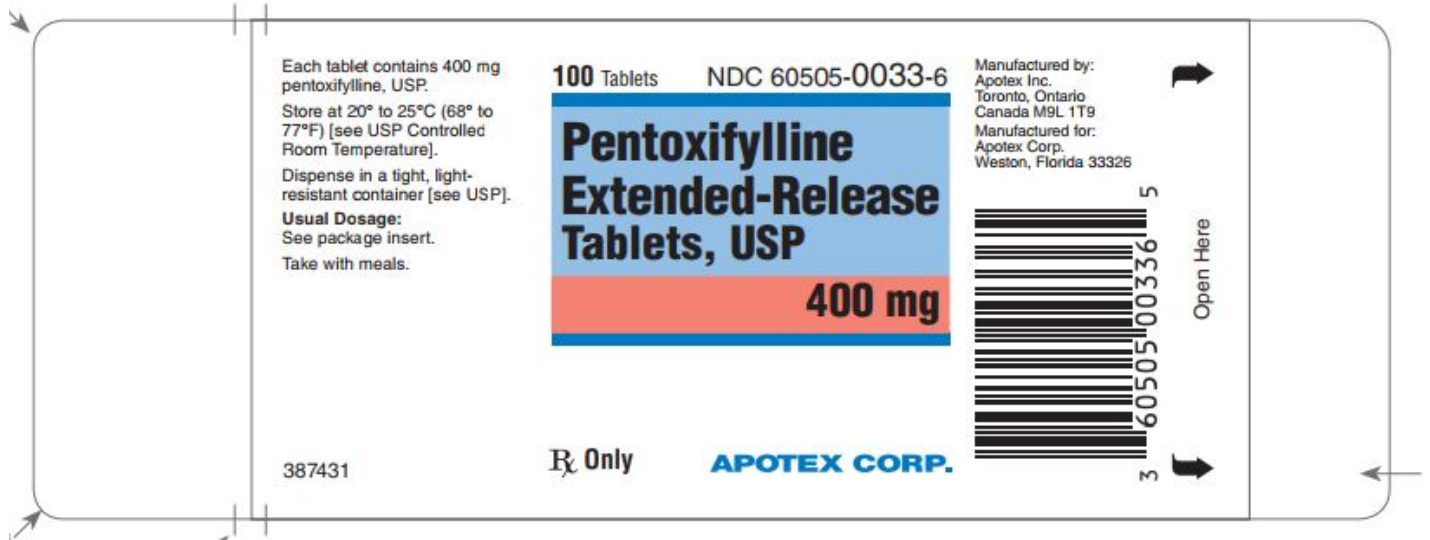 Each tablet contains 400 mg
pentoxifylline, USP.
Store at 20° to 25°C (68° to
77°F) [see USP Controlled
Room Temperature].
Dispense in a tight, light-
resistant container [see USP].
Usual Dosage:
See package insert.
Take with meals.
387431
100 Tablets NDC 60505-0033-6
Pentoxifylline
Extended-Release
Tablets, USP
400 mg
Rx Only
APOTEX CORP.
Manufactured by:
Apotex Inc.
Toronto, Ontario
Canada M9L 1T9
Manufactured for:
Apotex Corp.
Weston, Florida 33326
3 60505 00336 5
Open Here